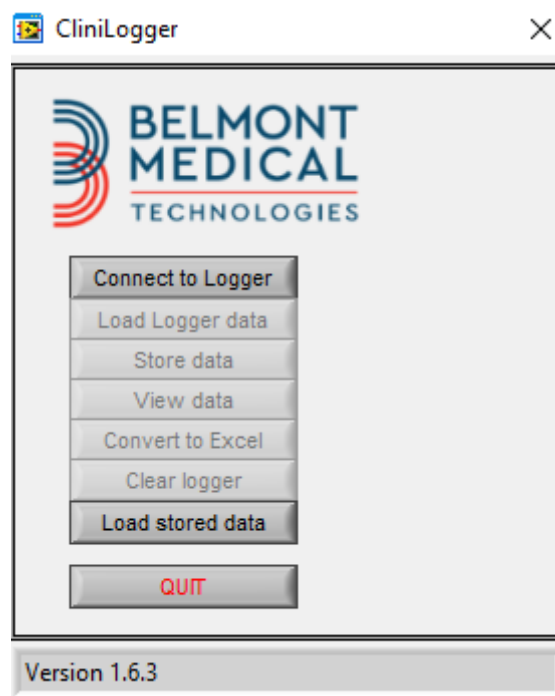 CliniLogger
BELMONT
MEDICAL
TECHNOLOGIES
Connect to Logger
Load Logger data
Store data
View data
Convert to Excel
Clear logger
Load stored data
QUIT
Version 1.6.3